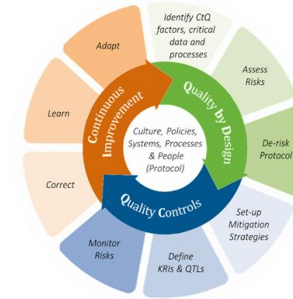 Identify CtQ
factors, critical
data and
processes
Assess
Risks
De-risk
Protocol
Set-up
Mitigation
Strategies
Define
KRIs & QTLs
Monitor
Risks
Correct
Learn
Adapt
Quality by Design
Quality Controls
Continuous
Improvement
Culture, Policies,
Systems, Processes
& People
(Protocol)